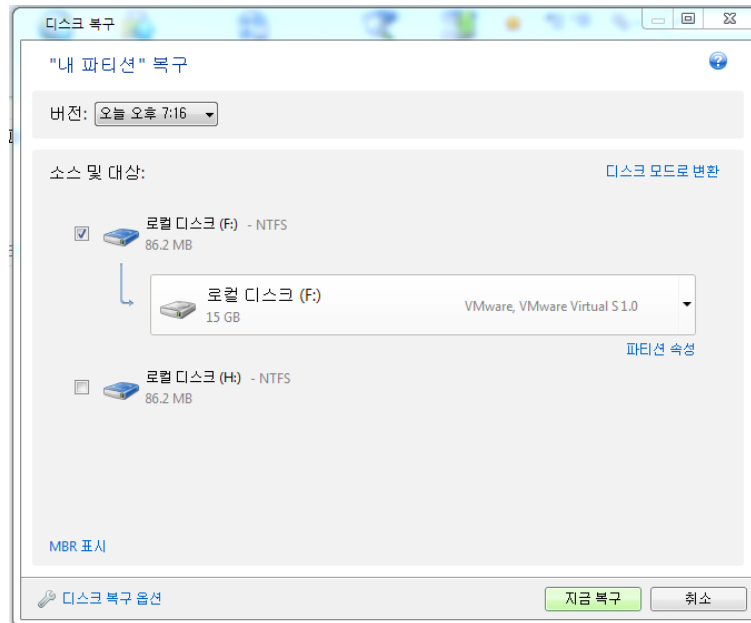 디스크 복구
"내 파티션" 복구
버전: 오늘 오후 7:16
소스 및 대상:
디스크 모드로 변환
로컬 디스크 (F:) - NTFS
86.2 MB
로컬 디스크 (F:)
15 GB
VMware, VMware Virtual S 1.0
파티션 속성
로컬 디스크 (H:) - NTFS
86.2 MB
MBR 표시
디스크 복구 옵션
지금 복구
취소